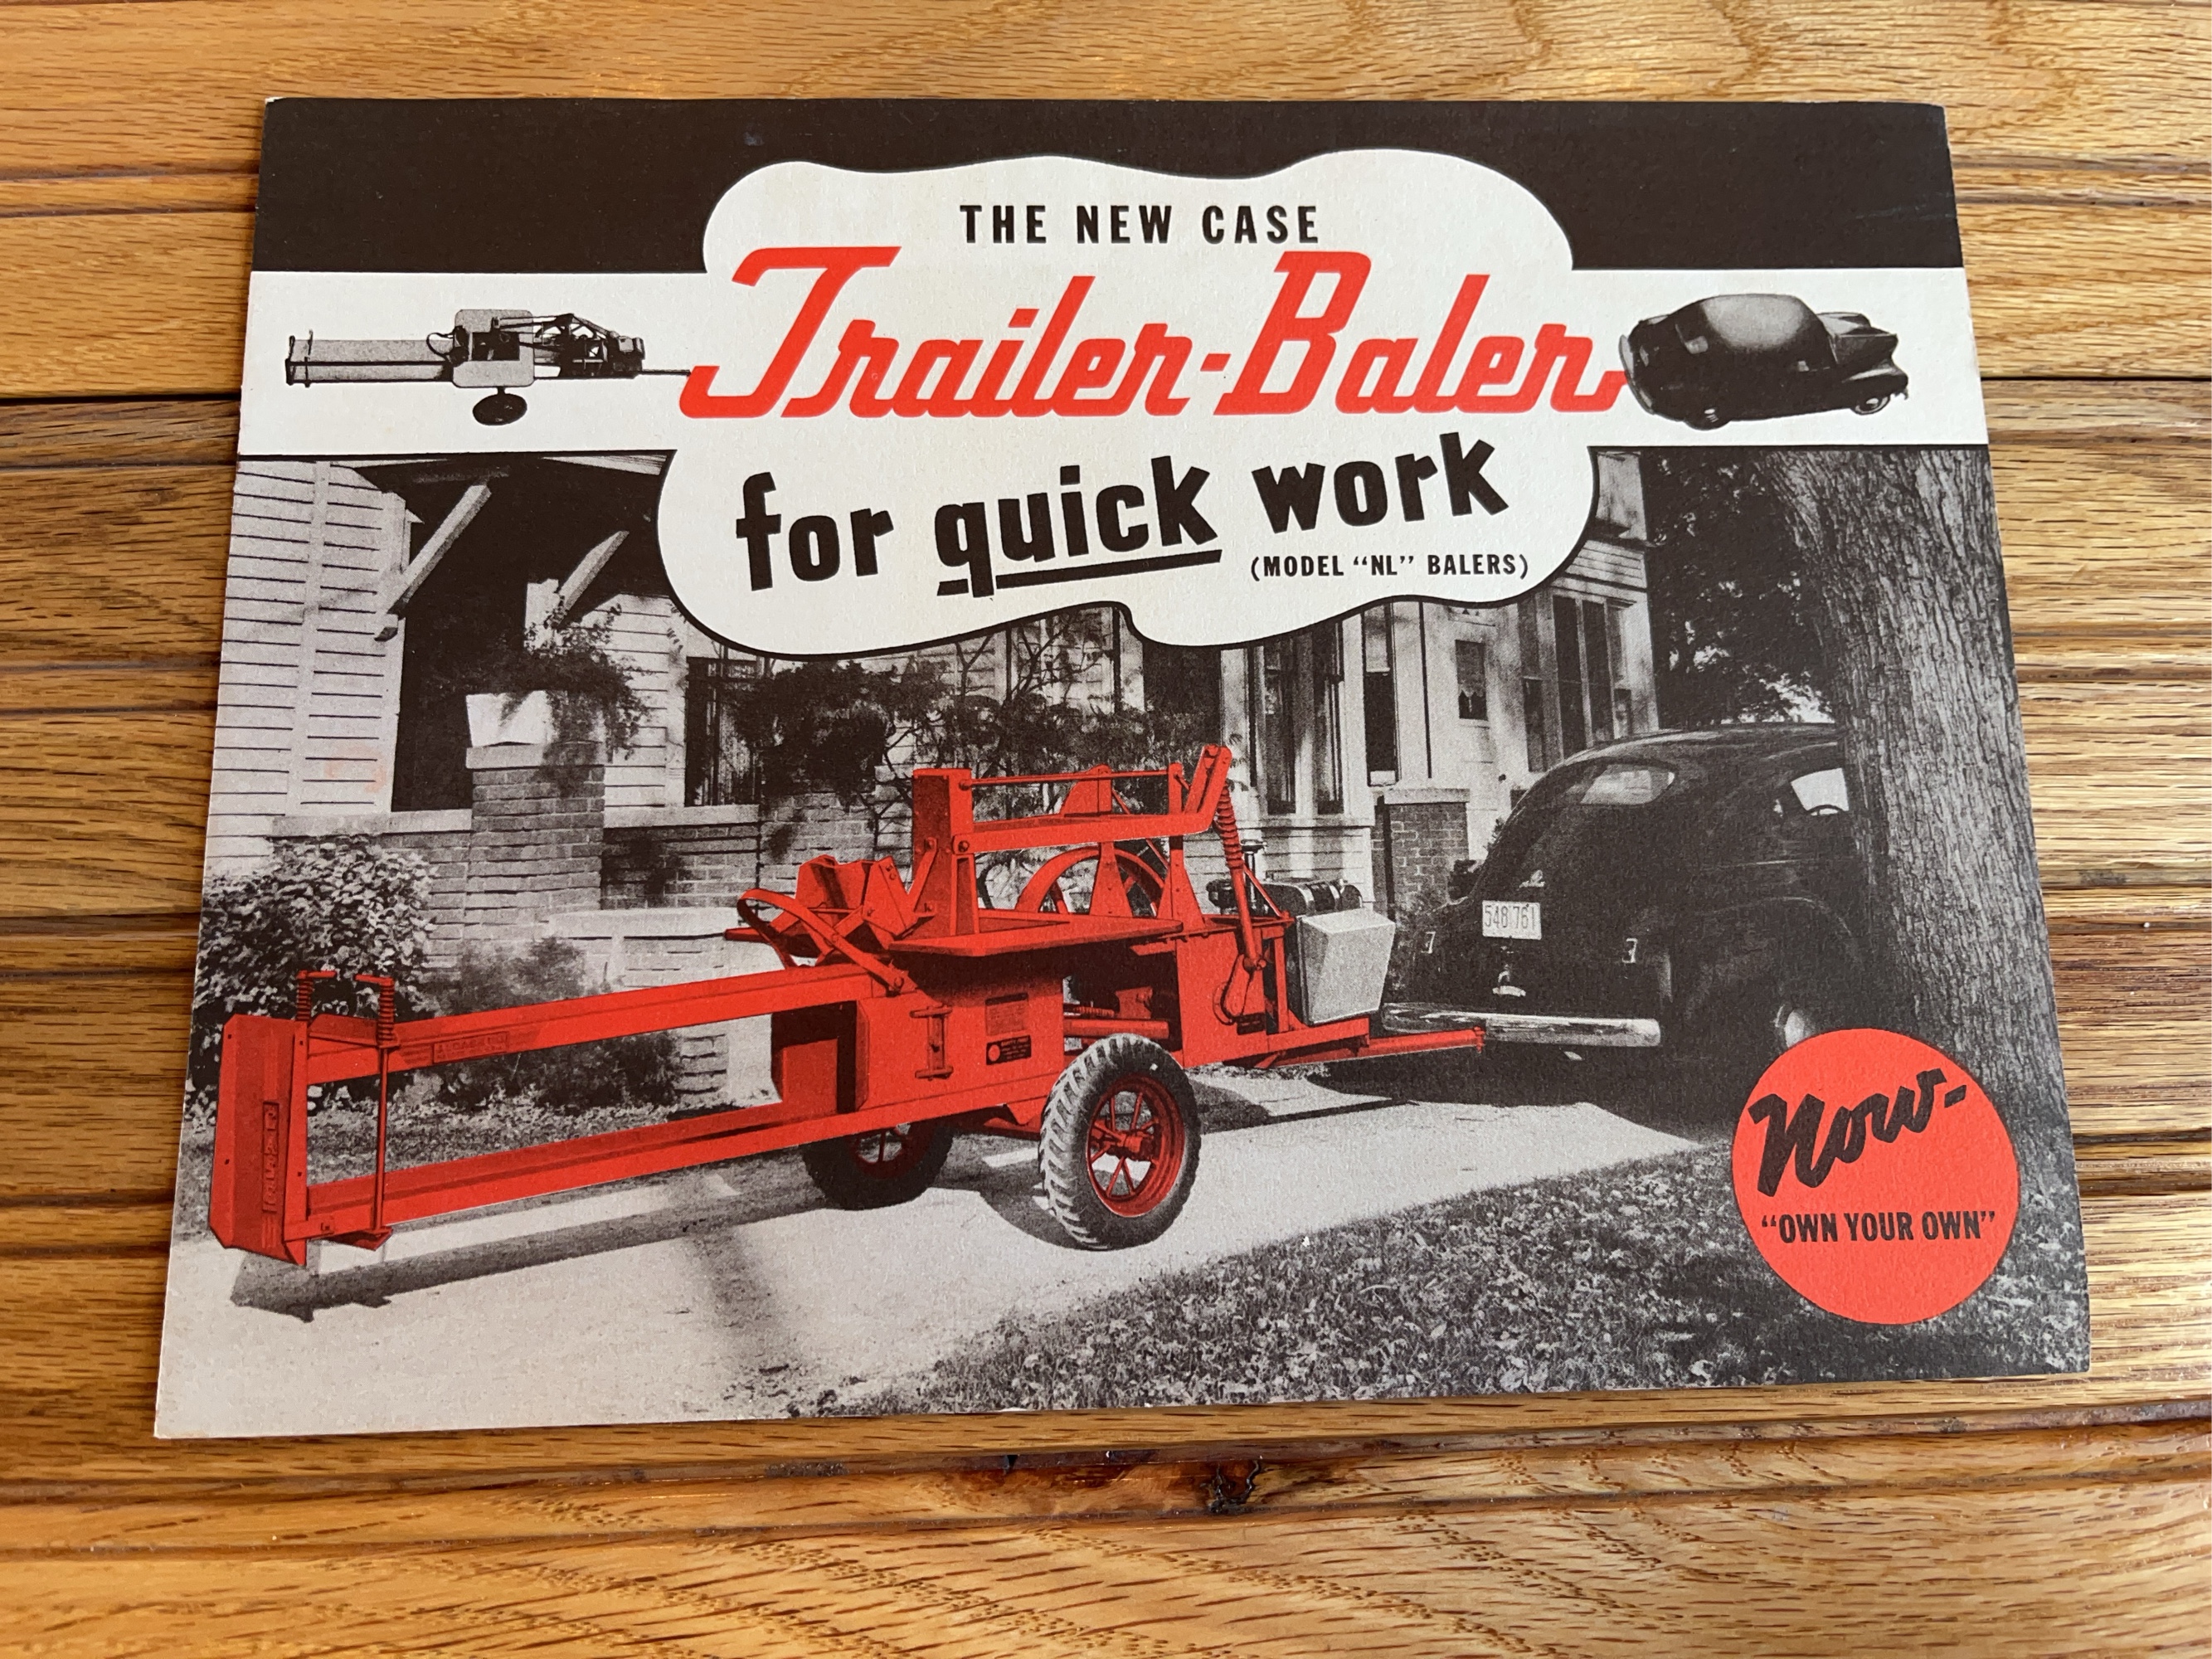 THE NEW CASE
Trailer-Baler
for quick work
(MODEL "NL" BALERS)
548 761
Now-
"OWN YOUR OWN"